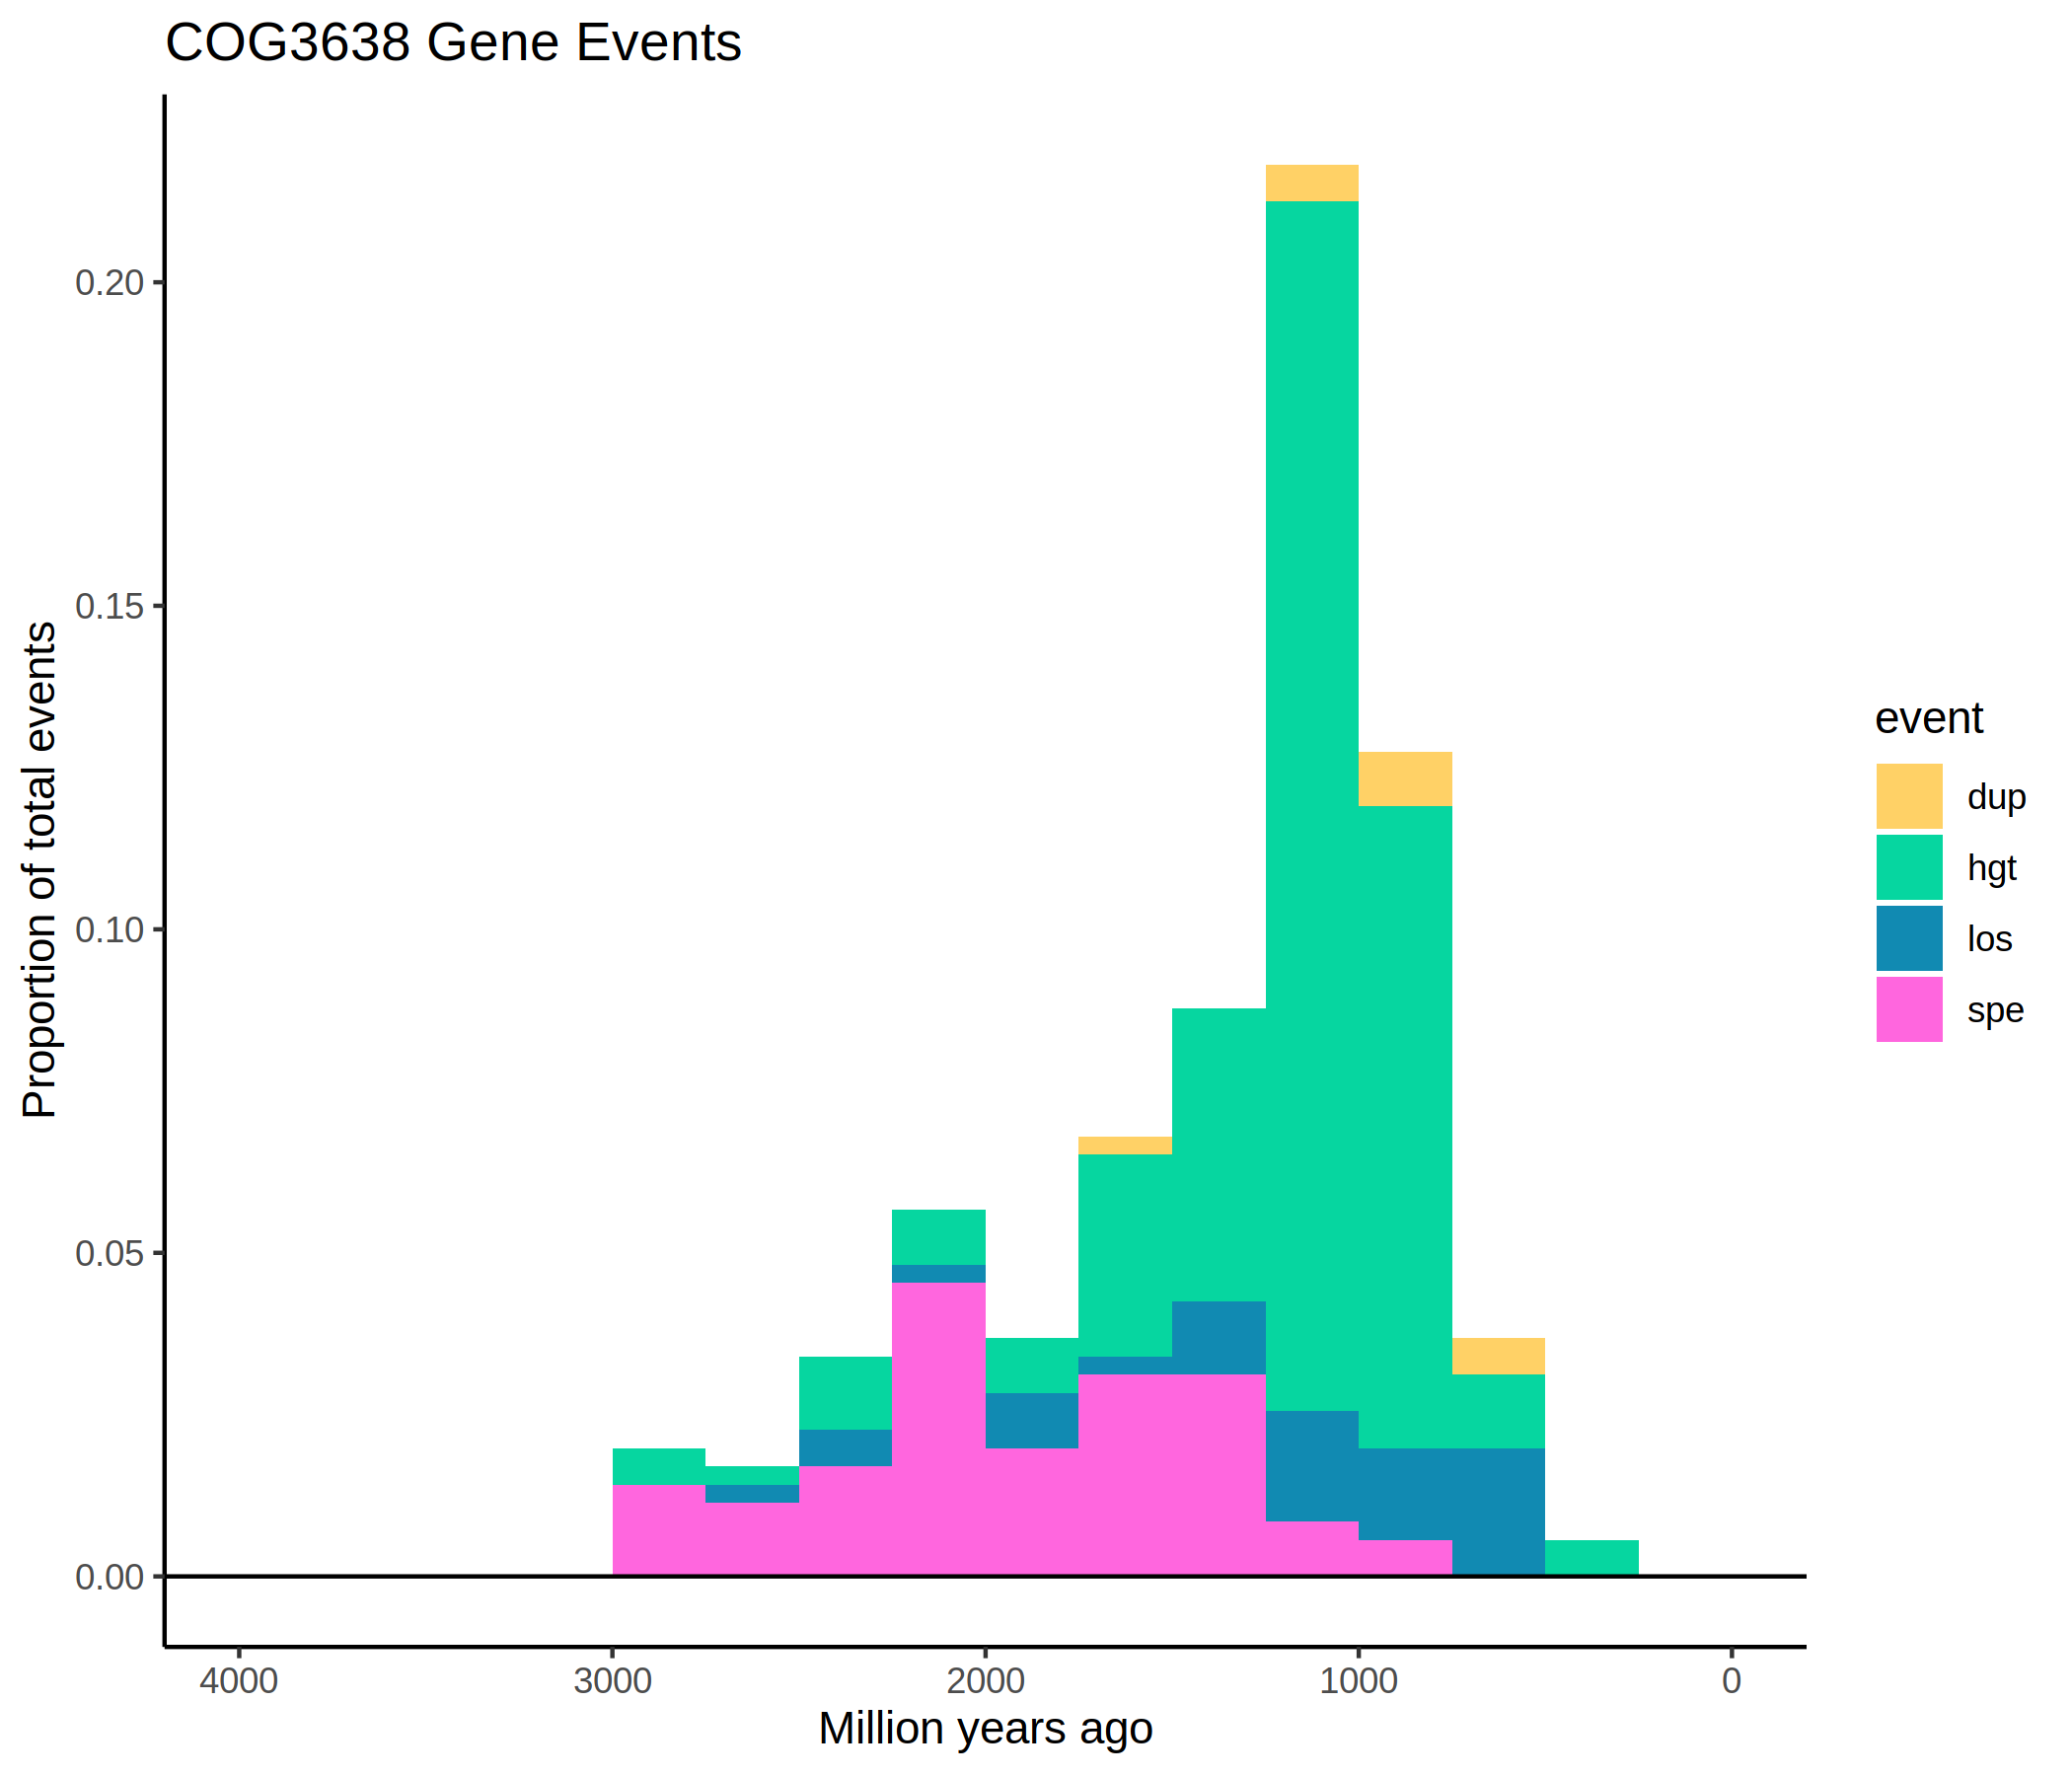 COG3638 Gene Events
Proportion of total events
0.20
0.15
0.10
0.05
0.00
4000 3000 2000 1000 0
Million years ago
event
dup
hgt
los
spe